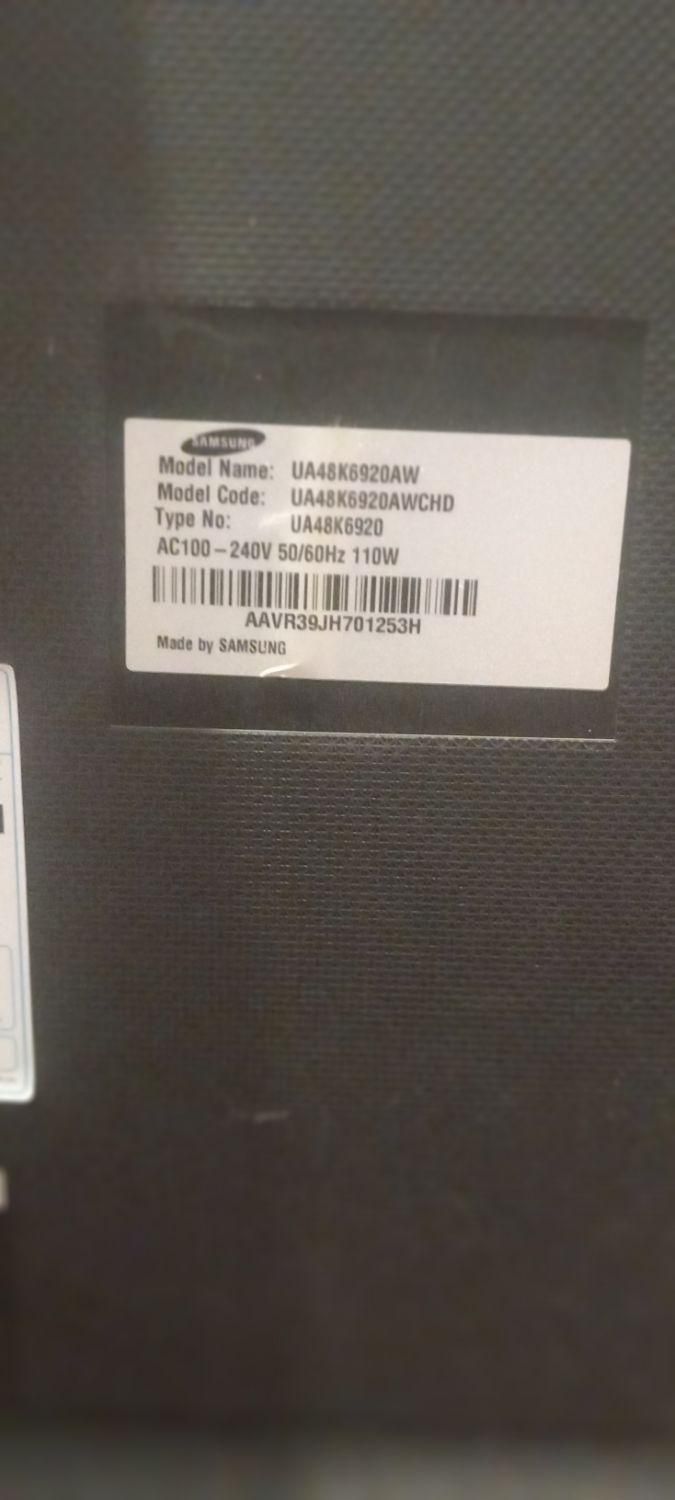 SAMSUNG
Model Name: UA48K6920AW
Model Code: UA48K6920AWCHD
Type No: UA48K6920
AC100-240V 50/60Hz 110W
AAVR39JH701253H
Made by SAMSUNG